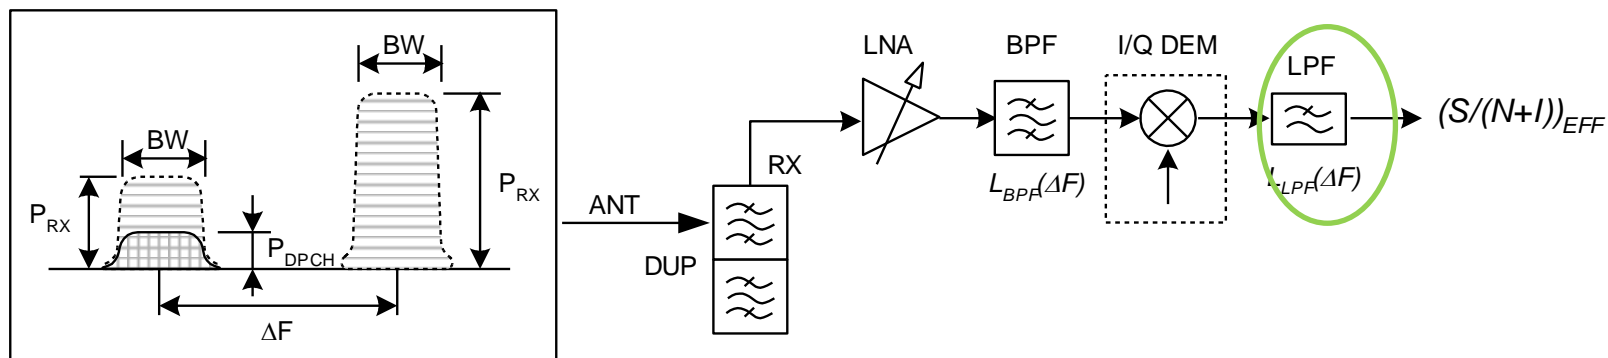 BW
BW
P_RX
P_DPCH
P_RX
ΔF
ANT
RX
DUP
LNA
BPF
L_BPF(ΔF)
I/Q DEM
LPF
L_LPF(ΔF)
(S/(N+I))_EFF